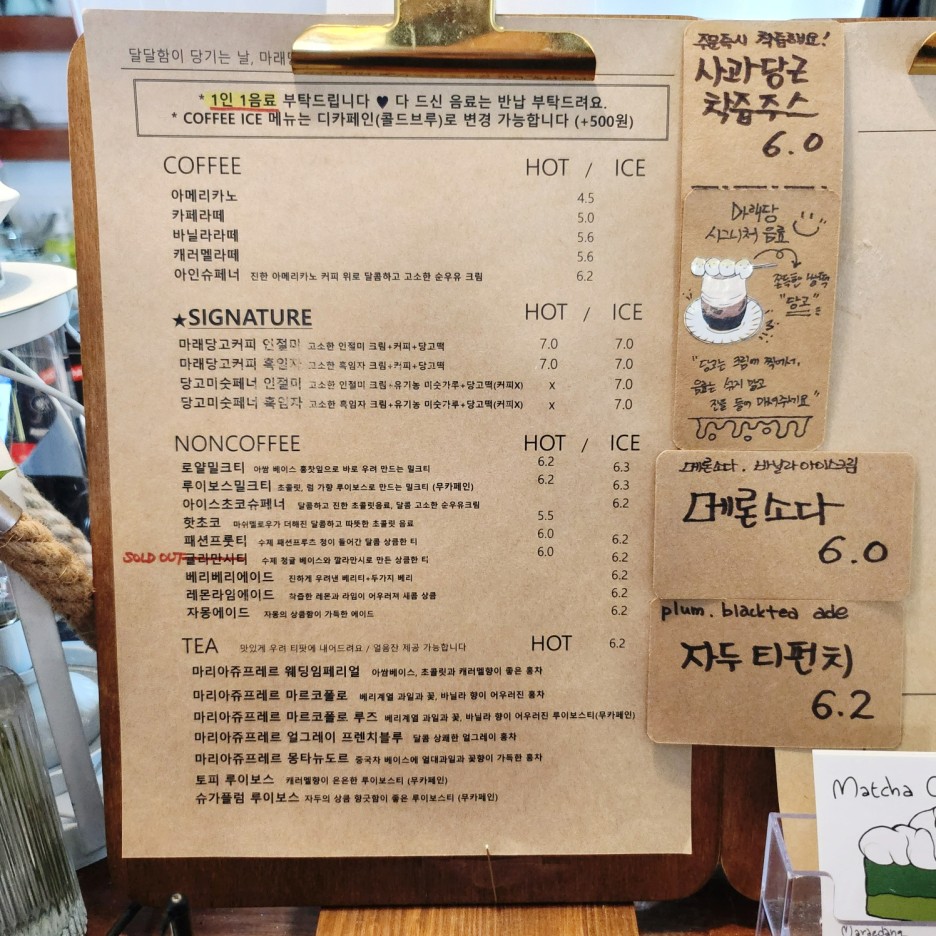 달달함이 당기는 날, 마래
* 1인 1음료 부탁드립니다 ♥ 다 드신 음료는 반납 부탁드려요.
* COFFEE ICE 메뉴는 디카페인(콜드브루)로 변경 가능합니다 (+500원)
COFFEE HOT / ICE
아메리카노 4.5
카페라떼 5.0
바닐라라떼 5.6
캐러멜라떼 5.6
아인슈페너 진한 아메리카노 커피 위로 달콤하고 고소한 순우유 크림 6.2
★SIGNATURE HOT / ICE
마래당고커피 인절미 고소한 인절미 크림+커피+당고떡 7.0 7.0
마래당고커피 흑임자 고소한 흑임자 크림+커피+당고떡 7.0 7.0
당고미숫페너 인절미 고소한 인절미 크림+유기농 미숫가루+당고떡(커피X) x 7.0
당고미숫페너 흑임자 고소한 흑임자 크림+유기농 미숫가루+당고떡(커피X) x 7.0
NONCOFFEE HOT / ICE
로얄밀크티 아쌈 베이스 홍찻잎으로 바로 우려 만드는 밀크티 6.2 6.3
루이보스밀크티 초콜릿, 럼 가향 루이보스로 만드는 밀크티 (무카페인) 6.2 6.3
아이스초코슈페너 달콤하고 진한 초콜릿음료, 달콤 고소한 순우유크림 6.2
핫초코 마쉬멜로우가 더해진 달콤하고 따뜻한 초콜릿 음료 5.5
패션프룻티 수제 패션프루츠 청이 들어간 달콤 상큼한 티 6.0 6.2
SOLD OUT 귤라만시티 수제 청귤 베이스와 깔라만시로 만든 상큼한 티 6.0 6.2
베리베리에이드 진하게 우려낸 베리티+두가지 베리 6.2
레몬라임에이드 착즙한 레몬과 라임이 어우러져 새콤 상큼 6.2
자몽에이드 자몽의 상큼함이 가득한 에이드 6.2
TEA 맛있게 우려 티팟에 내어드려요 / 얼음잔 제공 가능합니다 HOT 6.2
마리아쥬프레르 웨딩임페리얼 아쌈베이스, 초콜릿과 캐러멜향이 좋은 홍차
마리아쥬프레르 마르코폴로 베리계열 과일과 꽃, 바닐라 향이 어우러진 홍차
마리아쥬프레르 마르코폴로 루즈 베리계열 과일과 꽃, 바닐라 향이 어우러진 루이보스티(무카페인)
마리아쥬프레르 얼그레이 프렌치블루 달콤 상쾌한 얼그레이 홍차
마리아쥬프레르 몽타뉴도르 중국차 베이스에 열대과일과 꽃향이 가득한 홍차
토피 루이보스 캐러멜향이 은은한 루이보스티 (무카페인)
슈가플럼 루이보스 자두의 상큼 향긋함이 좋은 루이보스티 (무카페인)
주문즉시 착즙해요!
사과당근
착즙주스
6.0
마래당
시그니처 음료
쫀득한 찹쌀떡
"당고"
"당고는 크림에 찍어서,
음료는 섞지 말고
잔을 들어 마셔주세요"
메론소다. 바닐라아이스크림
메론소다
6.0
plum. blacktea ade
자두티펀치
6.2
Matcha
Maraedang